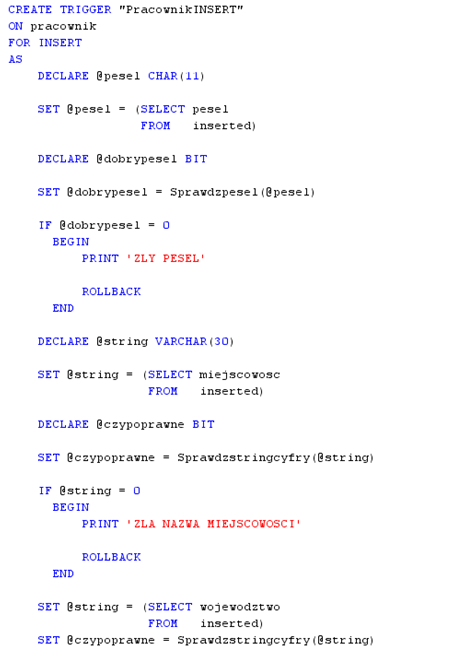 CREATE TRIGGER "PracownikINSERT"
ON pracownik
FOR INSERT
AS
DECLARE @pesel CHAR(11)
SET @pesel = (SELECT pesel
FROM inserted)
DECLARE @dobrypesel BIT
SET @dobrypesel = Sprawdzpesel(@pesel)
IF @dobrypesel = 0
BEGIN
PRINT 'ZLY PESEL'
ROLLBACK
END
DECLARE @string VARCHAR(30)
SET @string = (SELECT miejscowosc
FROM inserted)
DECLARE @czypoprawne BIT
SET @czypoprawne = Sprawdzstringcyfry(@string)
IF @string = 0
BEGIN
PRINT 'ZLA NAZWA MIEJSCOWOSCI'
ROLLBACK
END
SET @string = (SELECT wojewodztwo
FROM inserted)
SET @czypoprawne = Sprawdzstringcyfry(@string)